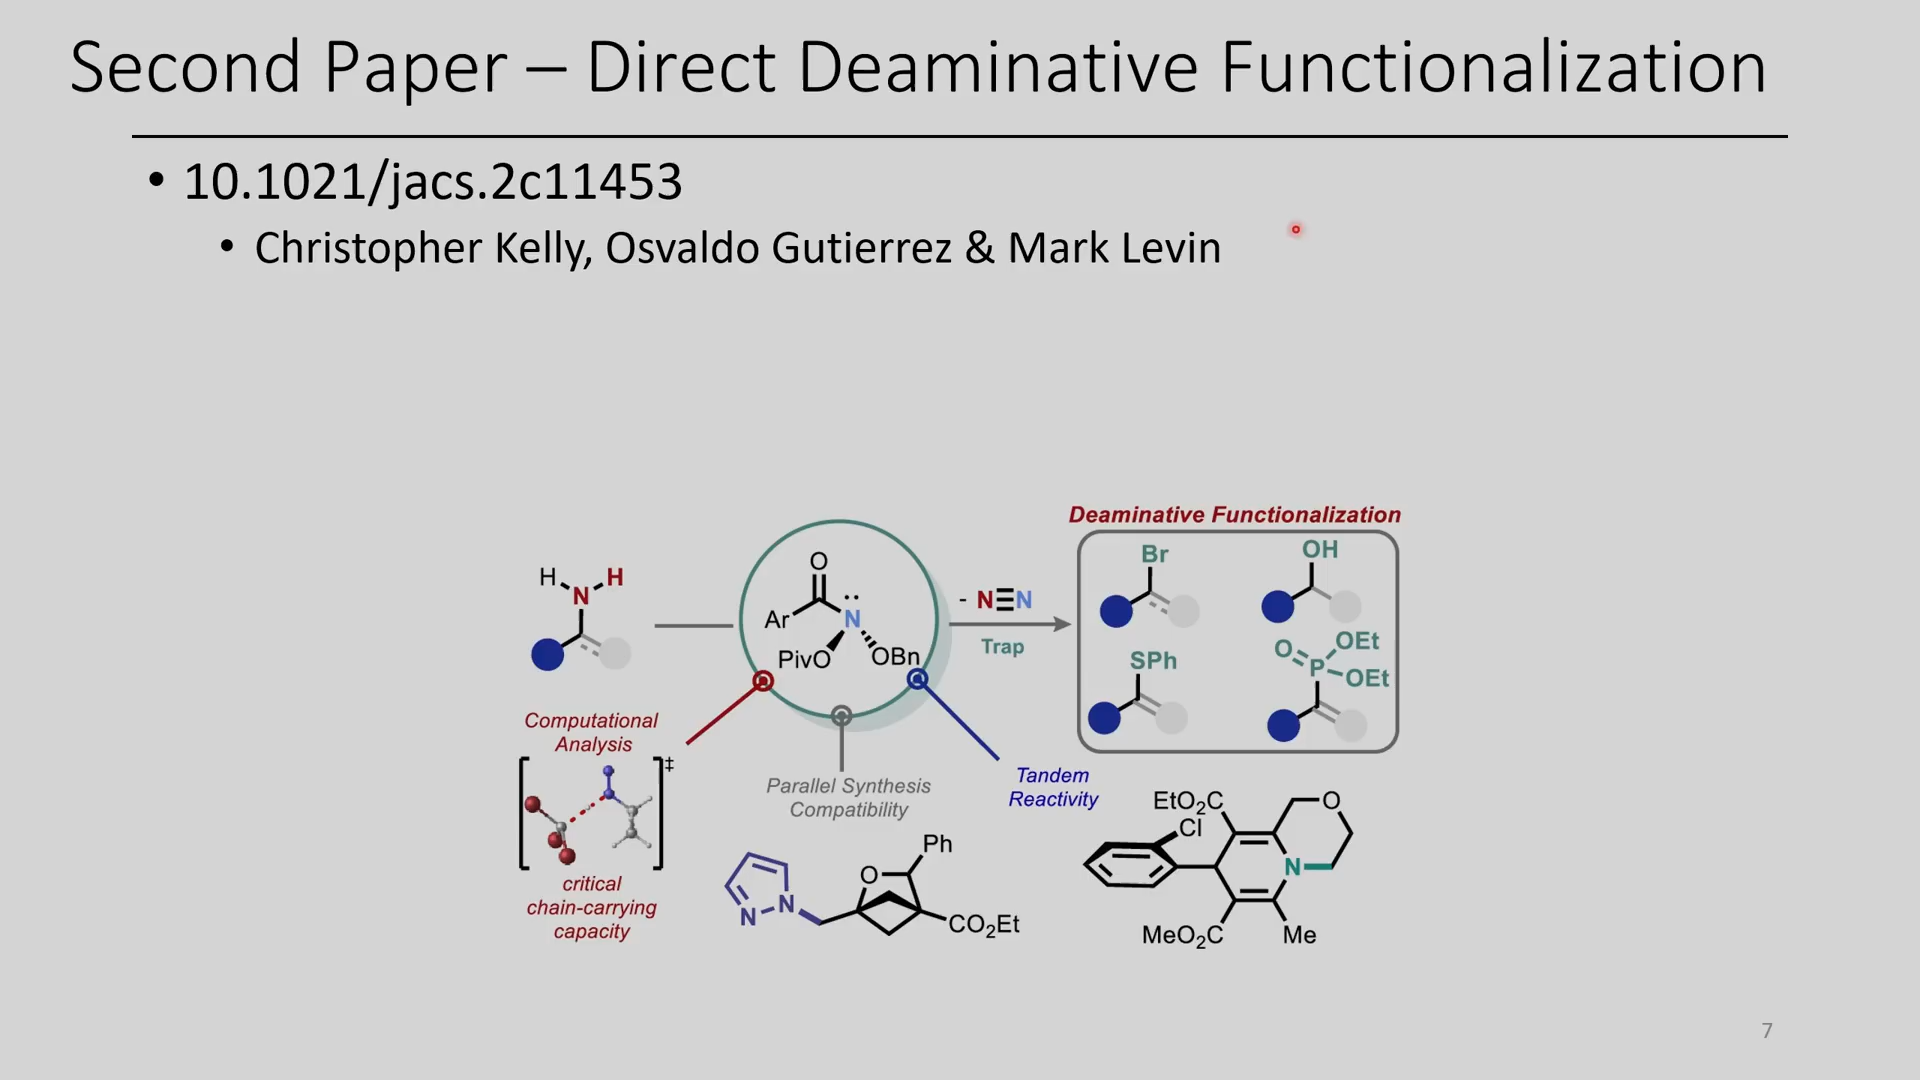 Second Paper – Direct Deaminative Functionalization
• 10.1021/jacs.2c11453
• Christopher Kelly, Osvaldo Gutierrez & Mark Levin
Deaminative Functionalization
H
N
H
O
Ar
N
PivO
OBn
- N≡N
Trap
Br
OH
SPh
O
P
OEt
OEt
Computational
Analysis
‡
critical
chain-carrying
capacity
Parallel Synthesis
Compatibility
Tandem
Reactivity
N
N
O
Ph
CO2Et
EtO2C
Cl
O
N
MeO2C
Me
7